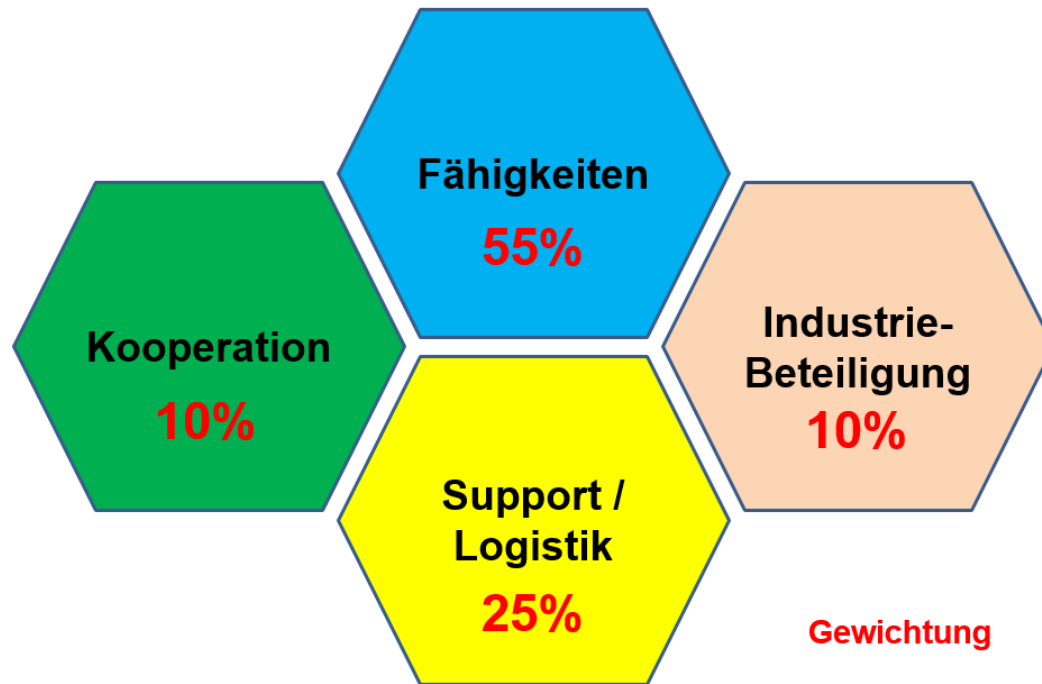 Fähigkeiten
55%
Kooperation
10%
Industrie-
Beteiligung
10%
Support /
Logistik
25%
Gewichtung